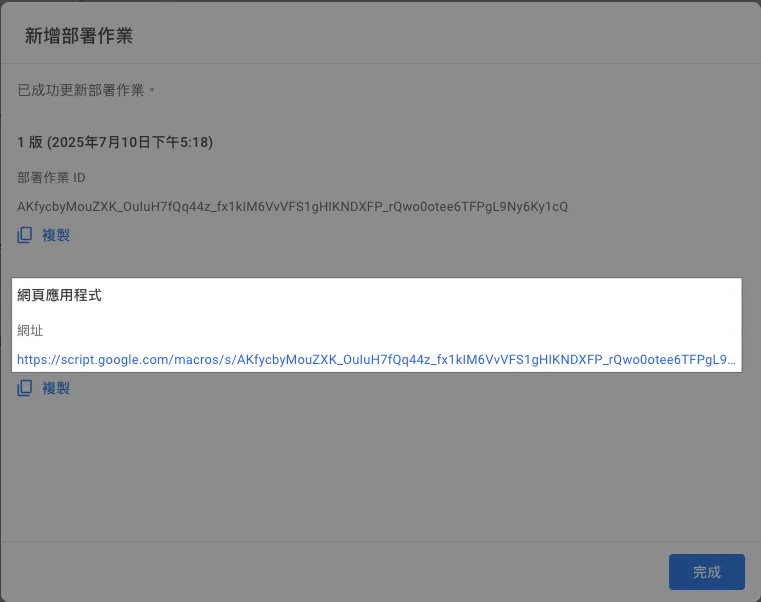 新增部署作業
已成功更新部署作業。
1 版 (2025年7月10日下午5:18)
部署作業 ID
AKfycbyMouZXK_OuIuH7fQq44z_fx1kIM6VvVFS1gHIKNDXFP_rQwo0otee6TFPgL9Ny6Ky1cQ
複製
網頁應用程式
網址
https://script.google.com/macros/s/AKfycbyMouZXK_OuIuH7fQq44z_fx1kIM6VvVFS1gHIKNDXFP_rQwo0otee6TFPgL9...
複製
完成